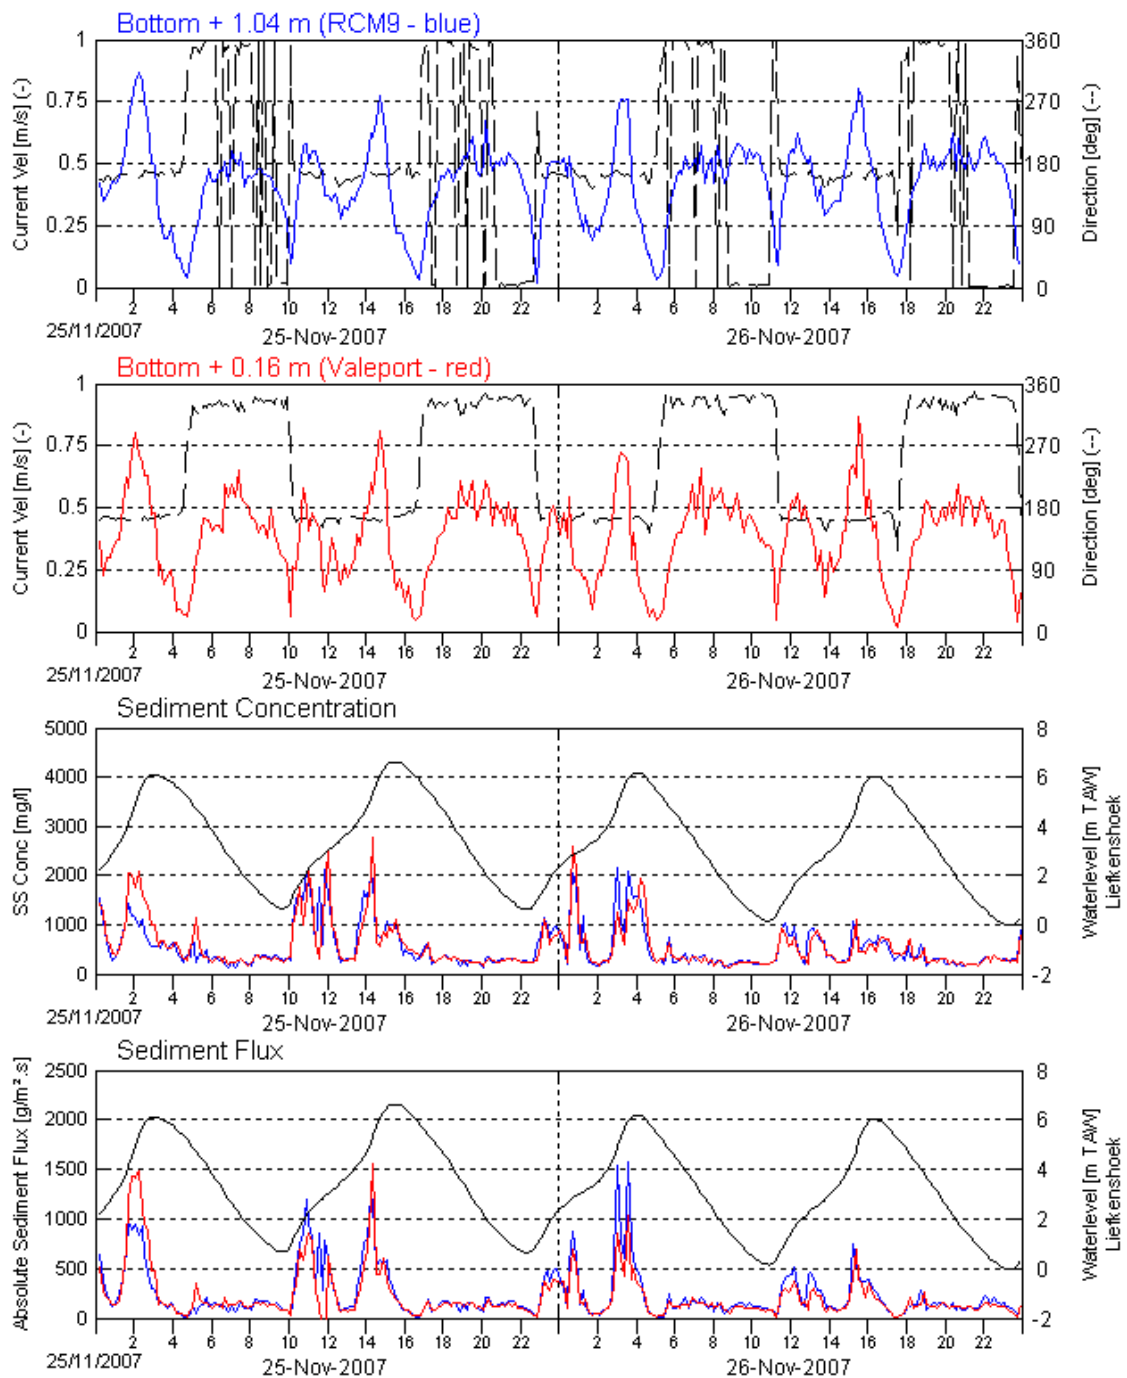 Bottom + 1.04 m (RCM9 - blue)
Current Vel [m/s] (-)
1
0.75
0.5
0.25
0
360
270
180
90
0
Direction [deg] (--)
2 4 6 8 10 12 14 16 18 20 22 2 4 6 8 10 12 14 16 18 20 22
25/11/2007 25-Nov-2007 26-Nov-2007
Bottom + 0.16 m (Valeport - red)
Current Vel [m/s] (-)
1
0.75
0.5
0.25
0
360
270
180
90
0
Direction [deg] (--)
2 4 6 8 10 12 14 16 18 20 22 2 4 6 8 10 12 14 16 18 20 22
25/11/2007 25-Nov-2007 26-Nov-2007
Sediment Concentration
SS Conc [mg/l]
5000
4000
3000
2000
1000
0
8
6
4
2
0
-2
Waterlevel [m TAW]
Liefkenshoek
2 4 6 8 10 12 14 16 18 20 22 2 4 6 8 10 12 14 16 18 20 22
25/11/2007 25-Nov-2007 26-Nov-2007
Sediment Flux
Absolute Sediment Flux [g/m².s]
2500
2000
1500
1000
500
0
8
6
4
2
0
-2
Waterlevel [m TAW]
Liefkenshoek
2 4 6 8 10 12 14 16 18 20 22 2 4 6 8 10 12 14 16 18 20 22
25/11/2007 25-Nov-2007 26-Nov-2007